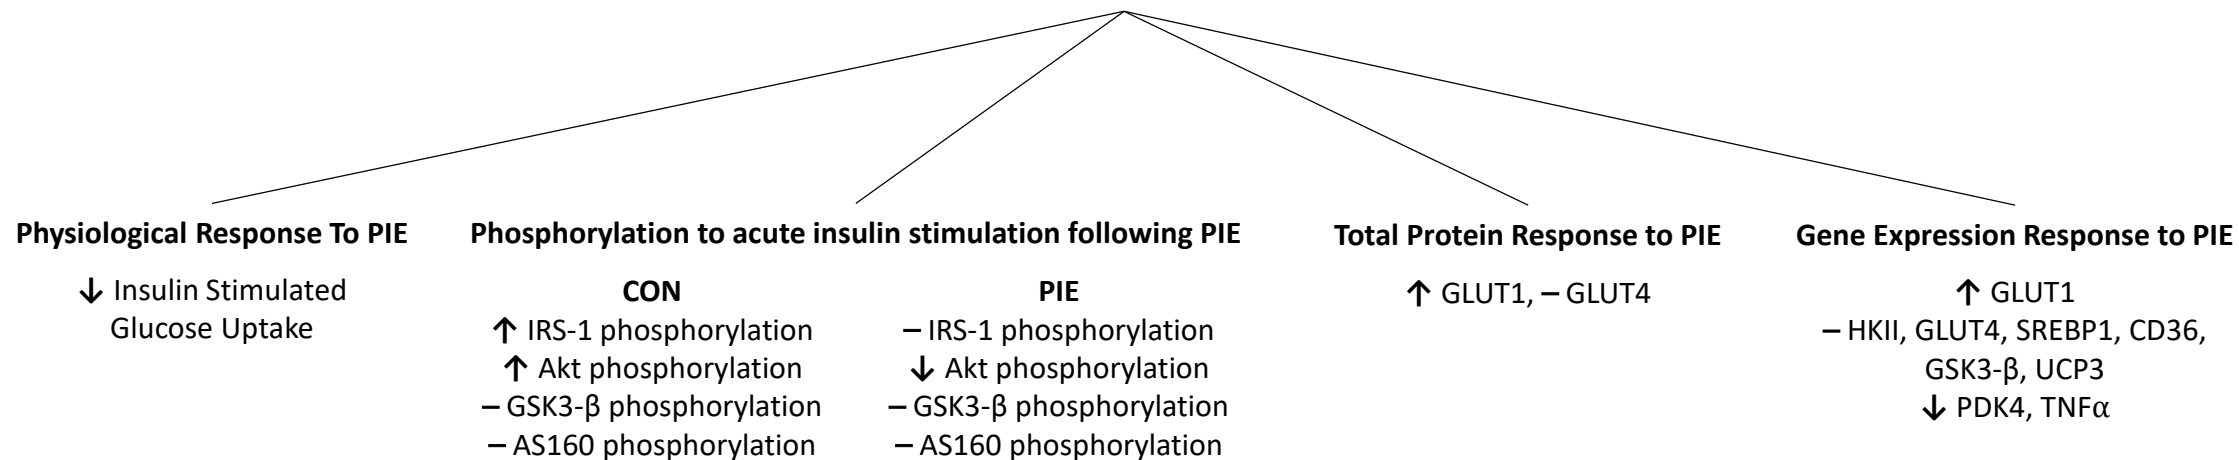 Physiological Response To PIE
↓ Insulin Stimulated
Glucose Uptake
Phosphorylation to acute insulin stimulation following PIE
CON
↑ IRS-1 phosphorylation
↑ Akt phosphorylation
– GSK3-β phosphorylation
– AS160 phosphorylation
PIE
– IRS-1 phosphorylation
↓ Akt phosphorylation
– GSK3-β phosphorylation
– AS160 phosphorylation
Total Protein Response to PIE
↑ GLUT1, – GLUT4
Gene Expression Response to PIE
↑ GLUT1
– HKII, GLUT4, SREBP1, CD36,
GSK3-β, UCP3
↓ PDK4, TNFα